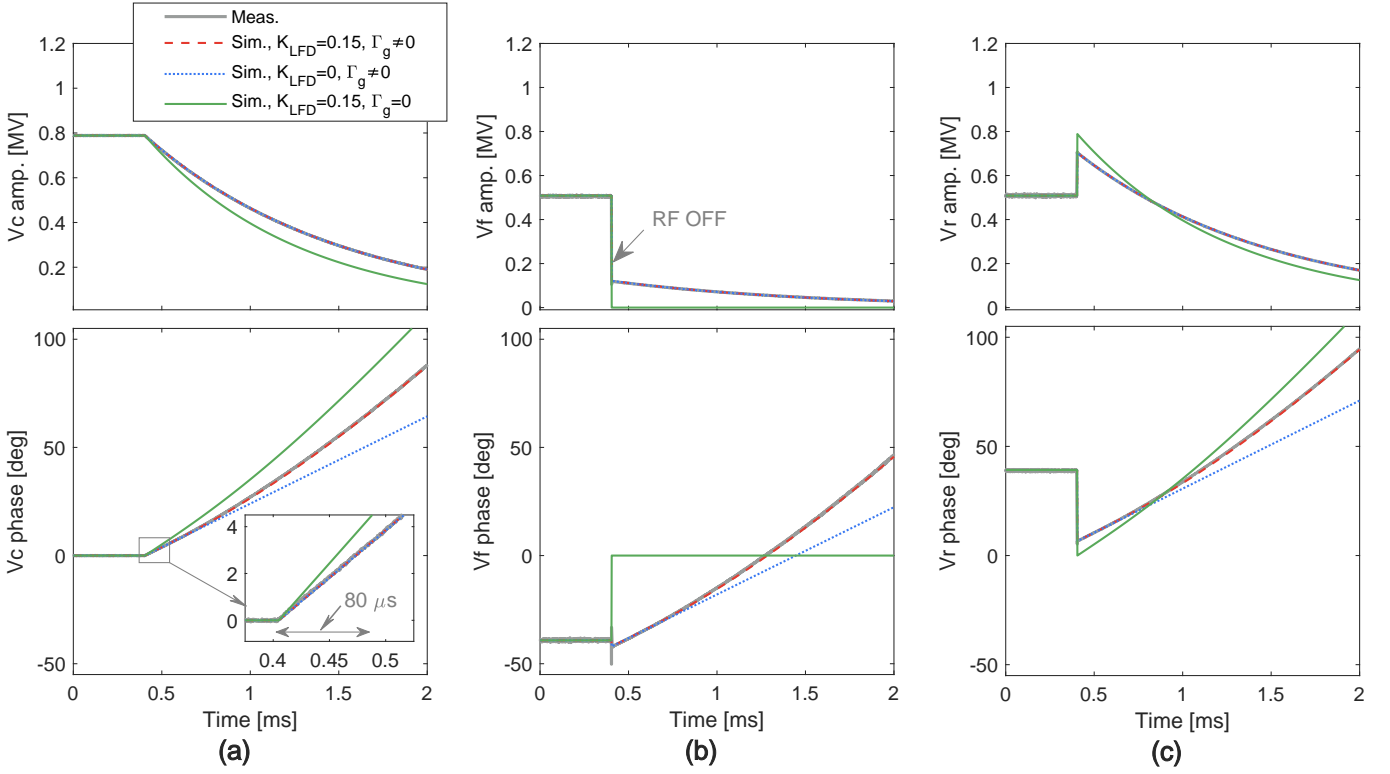 Meas.
Sim., K_LFD=0.15, Γ_g≠0
Sim., K_LFD=0, Γ_g≠0
Sim., K_LFD=0.15, Γ_g=0
1.2
1
0.8
0.6
0.4
0.2
Vc amp. [MV]
1.2
1
0.8
0.6
0.4
0.2
0
Vf amp. [MV]
RF OFF
1.2
1
0.8
0.6
0.4
0.2
0
Vr amp. [MV]
100
50
0
-50
Vc phase [deg]
4
2
0
80 μs
0.4 0.45 0.5
0 0.5 1 1.5 2
Time [ms]
(a)
100
50
0
-50
Vf phase [deg]
0 0.5 1 1.5 2
Time [ms]
(b)
100
50
0
-50
Vr phase [deg]
0 0.5 1 1.5 2
Time [ms]
(c)